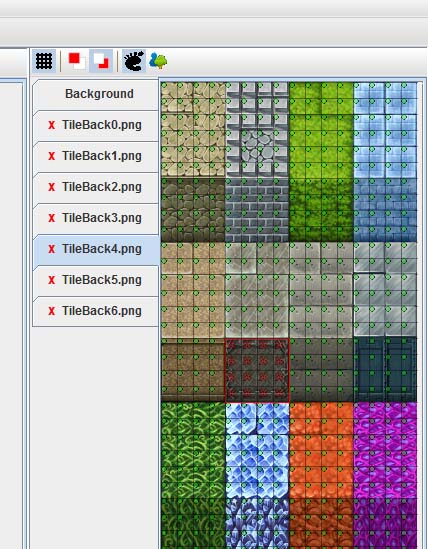 Background
x TileBack0.png
x TileBack1.png
x TileBack2.png
x TileBack3.png
x TileBack4.png
x TileBack5.png
x TileBack6.png